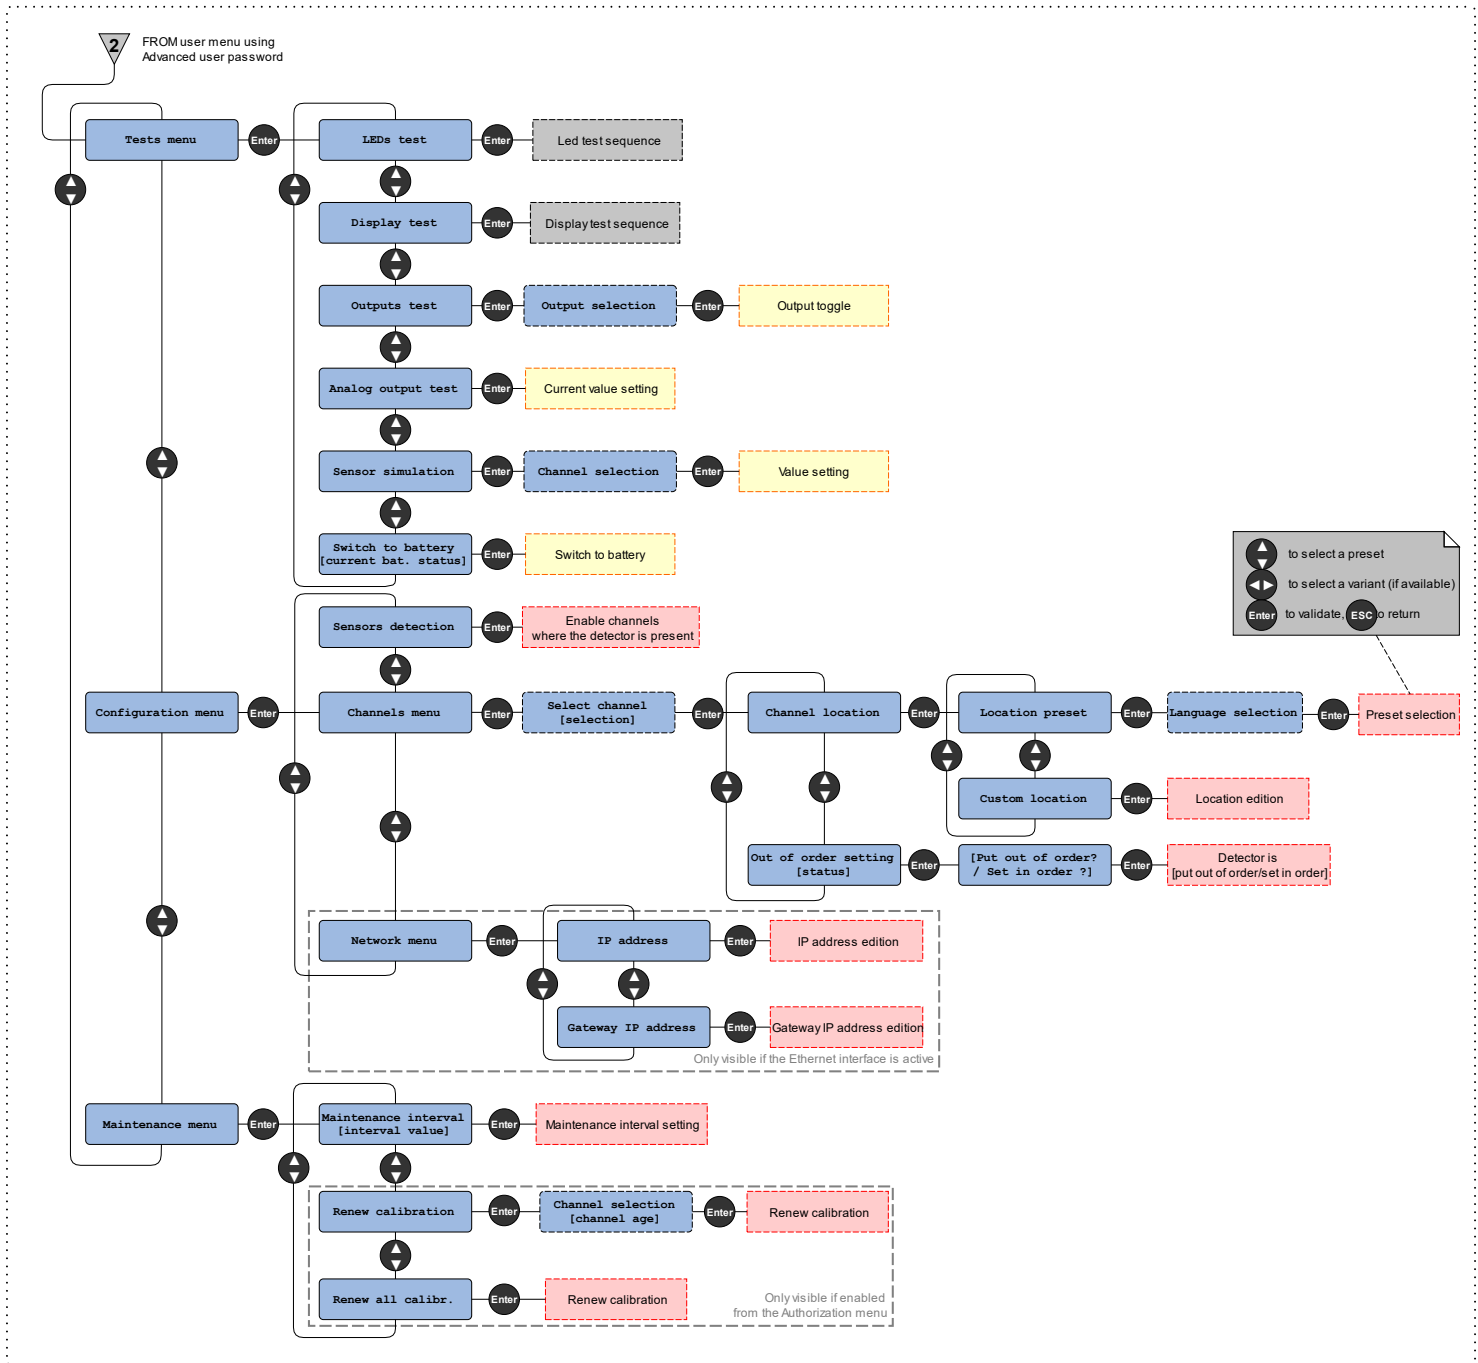 2
FROM user menu using
Advanced user password
Tests menu
Enter
LEDs test
Enter
Led test sequence
Display test
Enter
Display test sequence
Outputs test
Enter
Output selection
Enter
Output toggle
Analog output test
Enter
Current value setting
Sensor simulation
Enter
Channel selection
Enter
Value setting
Switch to battery
[current bat. status]
Enter
Switch to battery
to select a preset
to select a variant (if available)
Enter to validate, ESC to return
Sensors detection
Enter
Enable channels
where the detector is present
Configuration menu
Enter
Channels menu
Enter
Select channel
[selection]
Enter
Channel location
Enter
Location preset
Enter
Language selection
Enter
Preset selection
Custom location
Enter
Location edition
Out of order setting
[status]
Enter
[Put out of order?
/ Set in order ?]
Enter
Detector is
[put out of order/set in order]
Network menu
Enter
IP address
Enter
IP address edition
Gateway IP address
Enter
Gateway IP address edition
Only visible if the Ethernet interface is active
Maintenance menu
Enter
Maintenance interval
[interval value]
Enter
Maintenance interval setting
Renew calibration
Enter
Channel selection
[channel age]
Enter
Renew calibration
Renew all calibr.
Enter
Renew calibration
Only visible if enabled
from the Authorization menu